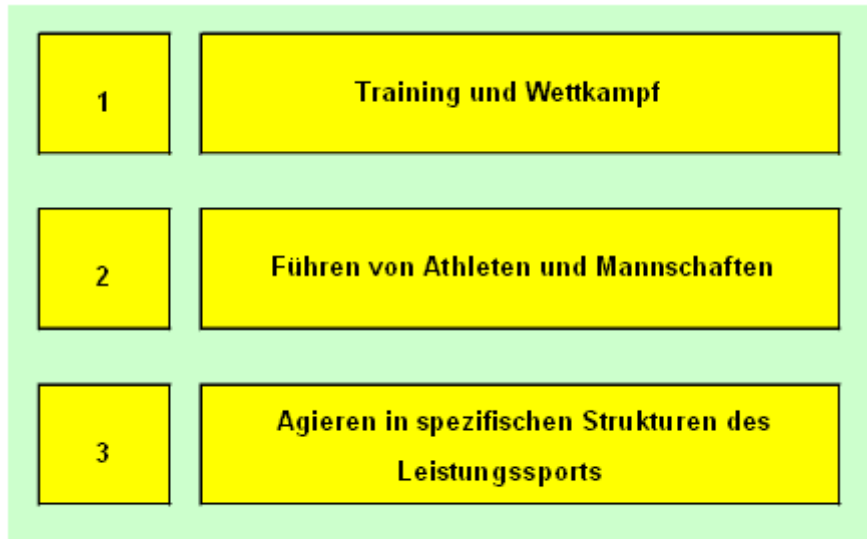 1
Training und Wettkampf
2
Führen von Athleten und Mannschaften
3
Agieren in spezifischen Strukturen des
Leistungssports